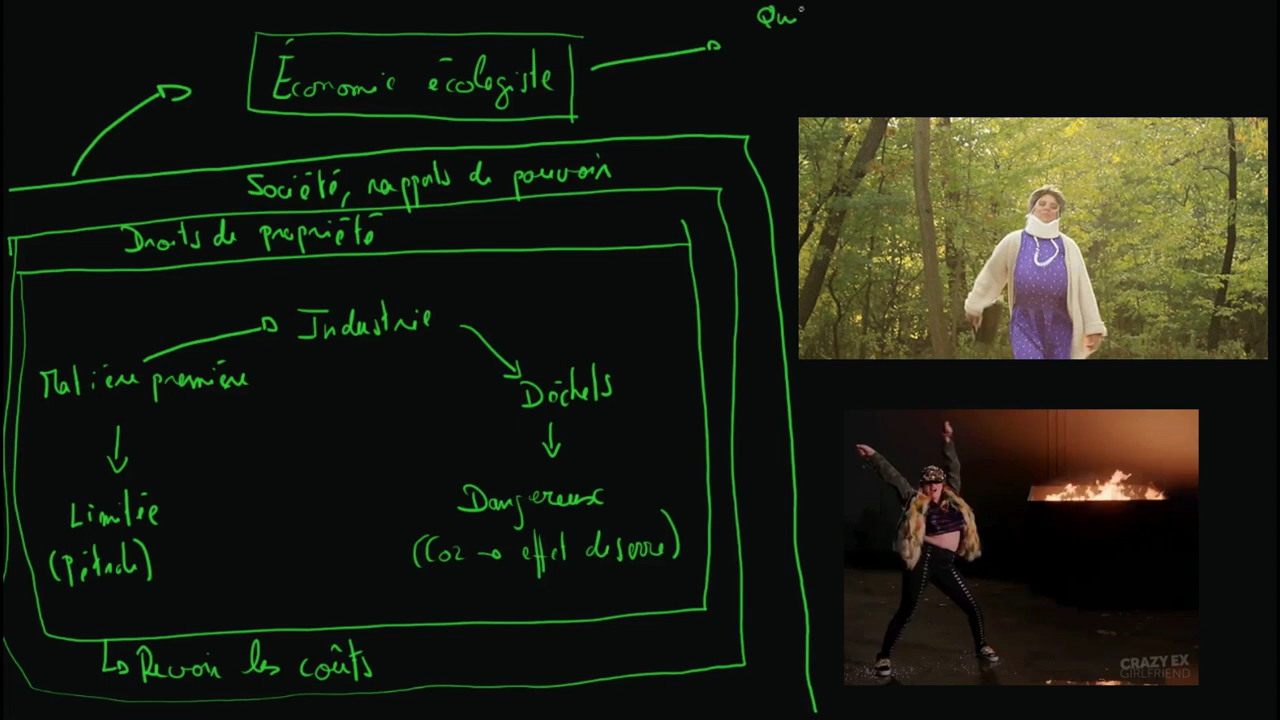 Qui
Économie écologiste
Société, rapports de pouvoir
Droits de propriété
Industrie
Matière première
Déchets
Limitée
(Pétrole)
Dangereux
(CO2 → effet de serre)
↳ Revoir les coûts
CRAZY EX
GIRLFRIEND